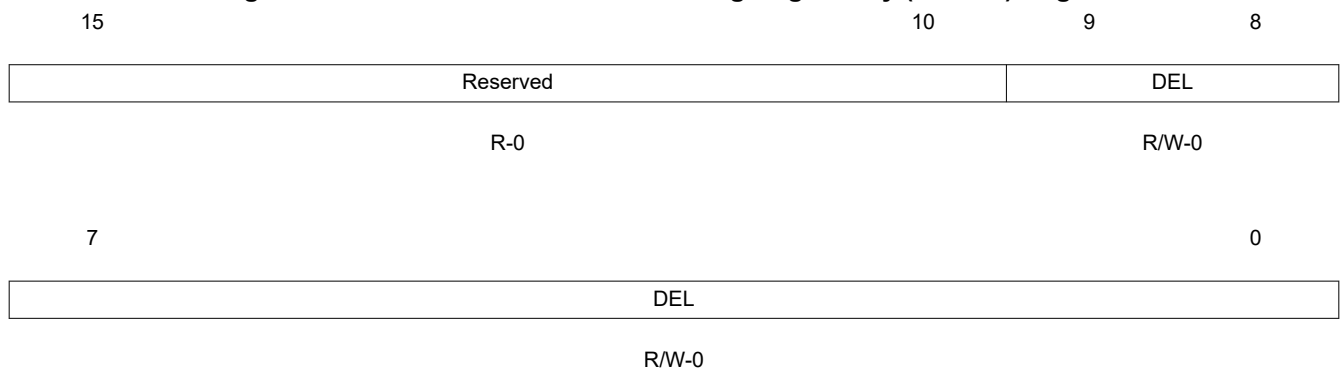 15 10 9 8
Reserved DEL
R-0 R/W-0
7 0
DEL
R/W-0